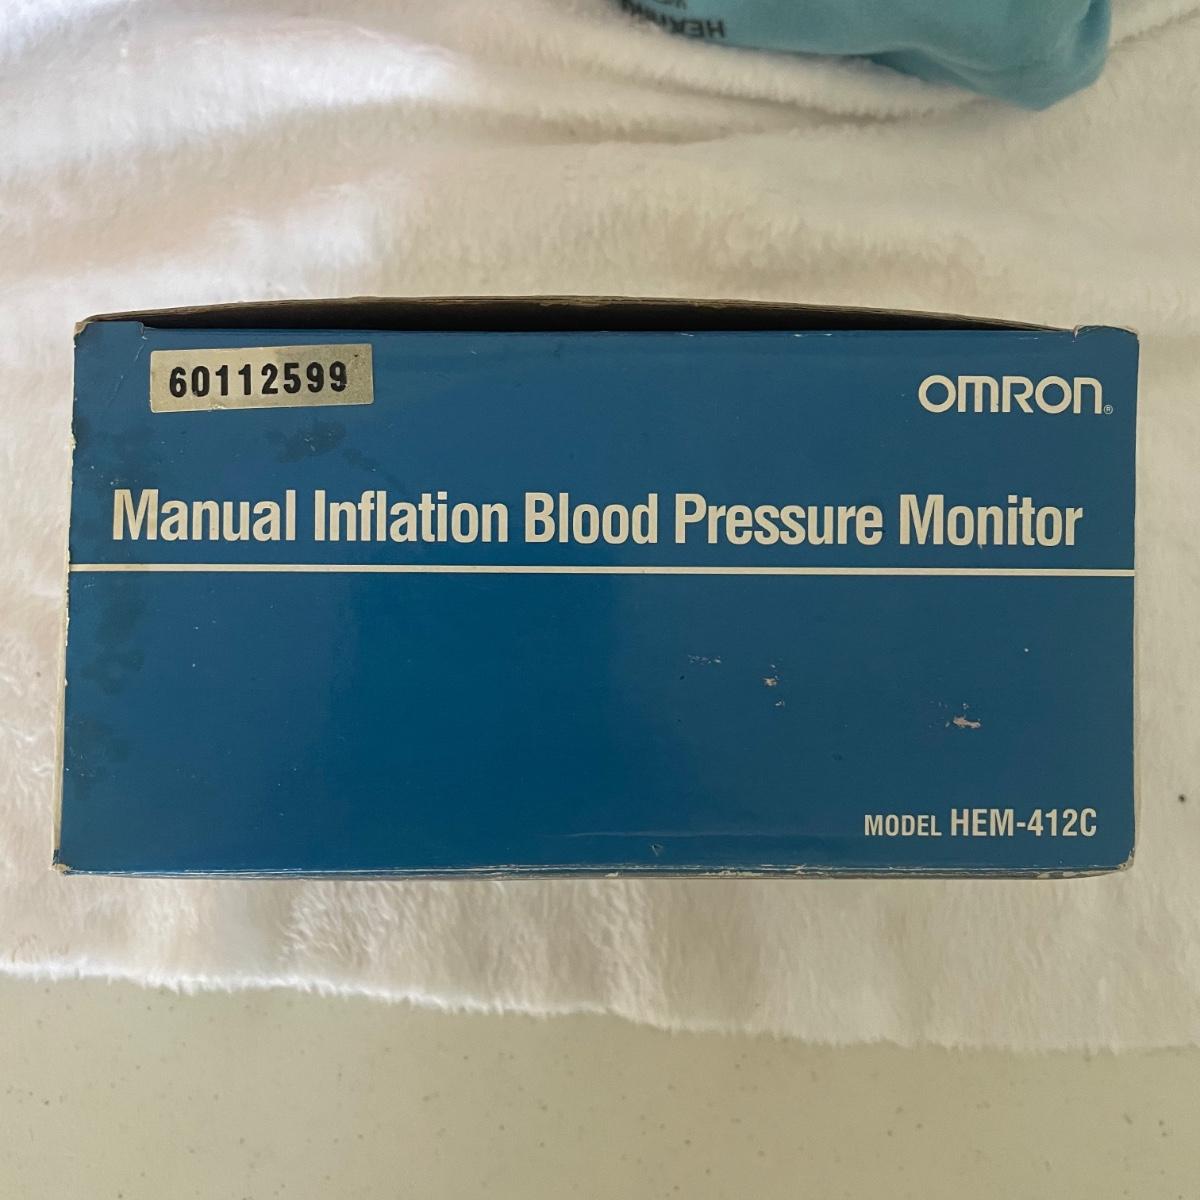 60112599
OMRON®
Manual Inflation Blood Pressure Monitor
MODEL HEM-412C